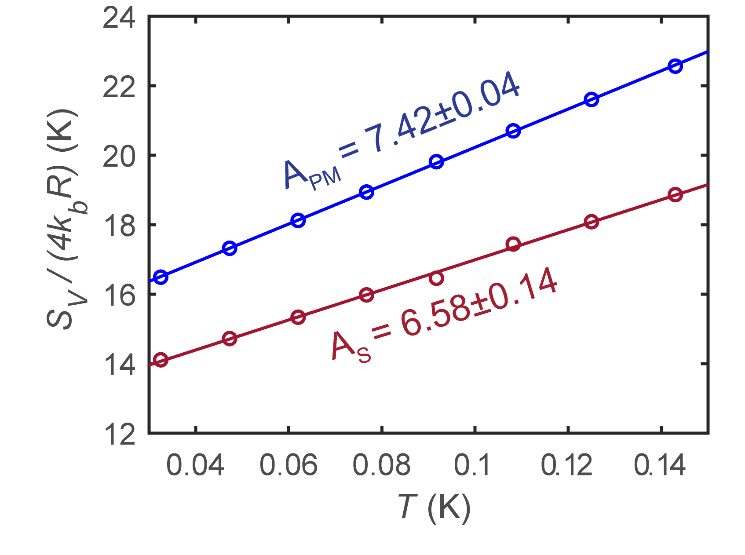 24
22
20
18
16
14
12
S_V / (4k_b R) (K)
A_PM = 7.42±0.04
A_S = 6.58±0.14
0.04 0.06 0.08 0.1 0.12 0.14
T (K)